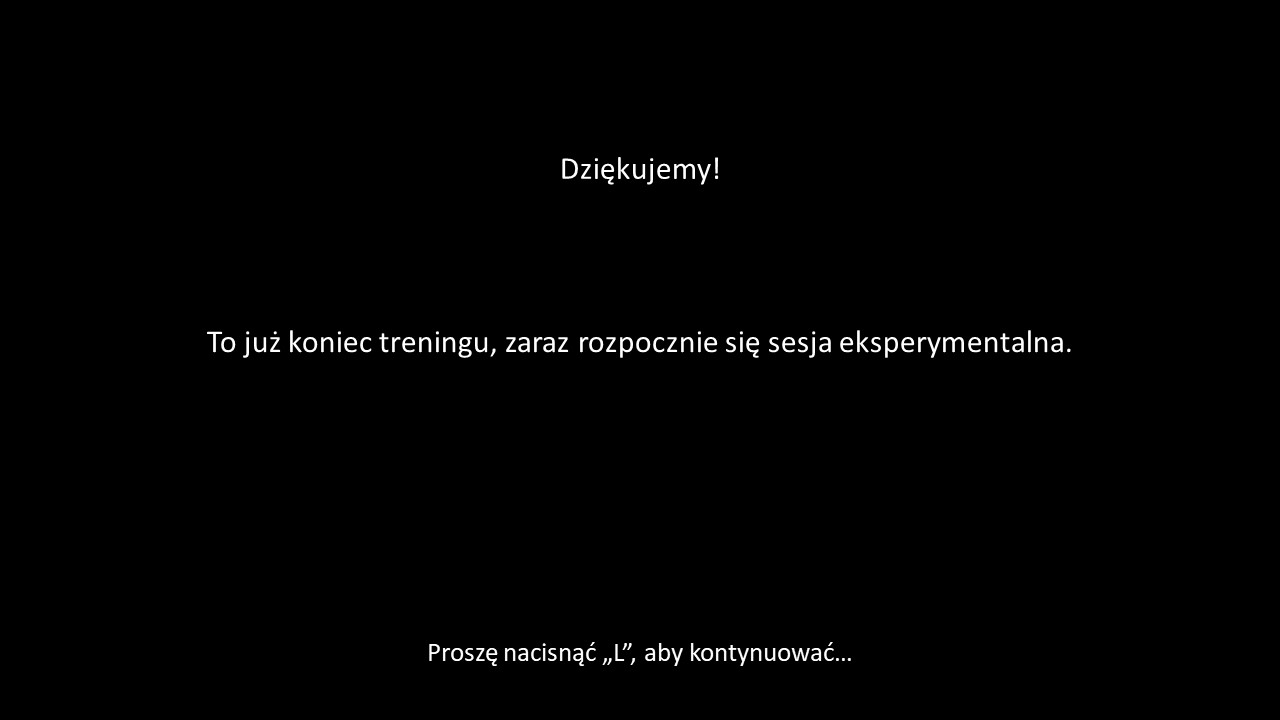 Dziękujemy!
To już koniec treningu, zaraz rozpocznie się sesja eksperymentalna.
Proszę nacisnąć „L”, aby kontynuować…